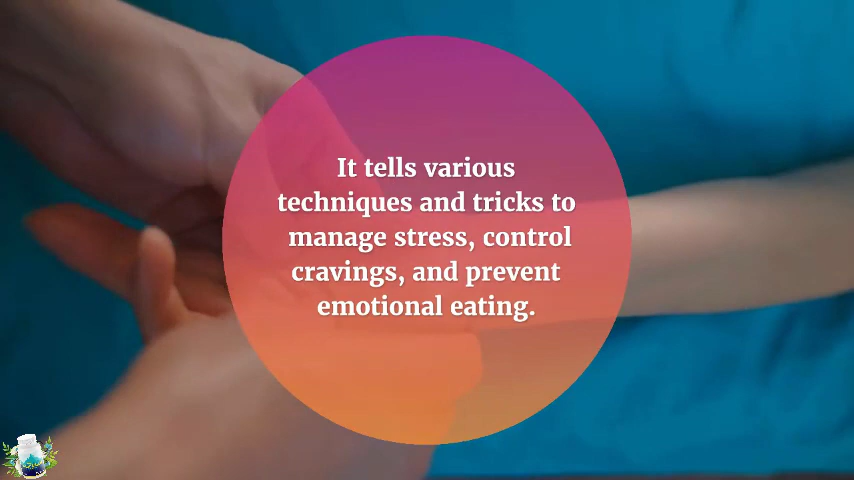 It tells various
techniques and tricks to
manage stress, control
cravings, and prevent
emotional eating.